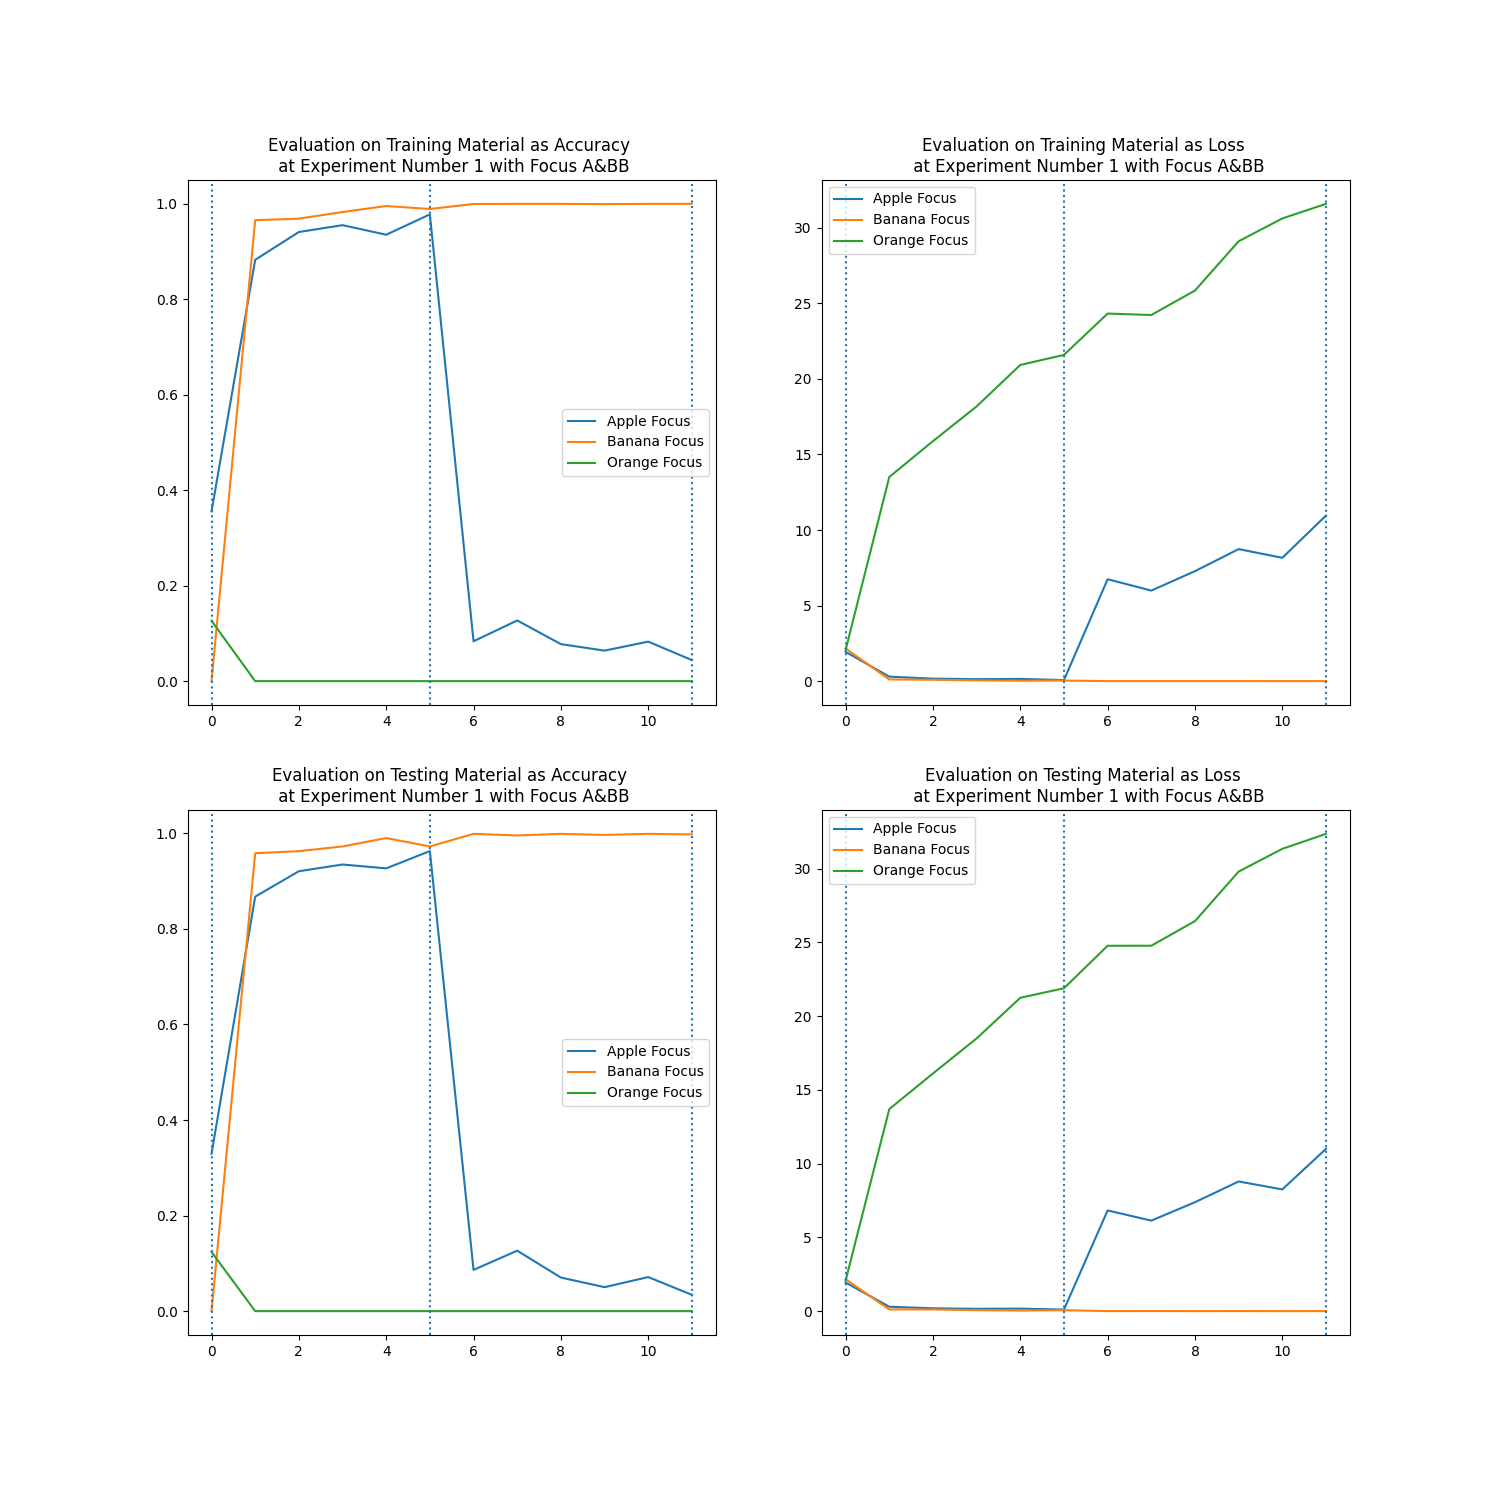 Evaluation on Training Material as Accuracy
at Experiment Number 1 with Focus A&BB
1.0
0.8
0.6
0.4
0.2
0.0
Apple Focus
Banana Focus
Orange Focus
0 2 4 6 8 10
Evaluation on Training Material as Loss
at Experiment Number 1 with Focus A&BB
Apple Focus
Banana Focus
Orange Focus
30
25
20
15
10
5
0
0 2 4 6 8 10
Evaluation on Testing Material as Accuracy
at Experiment Number 1 with Focus A&BB
1.0
0.8
0.6
0.4
0.2
0.0
Apple Focus
Banana Focus
Orange Focus
0 2 4 6 8 10
Evaluation on Testing Material as Loss
at Experiment Number 1 with Focus A&BB
Apple Focus
Banana Focus
Orange Focus
30
25
20
15
10
5
0
0 2 4 6 8 10